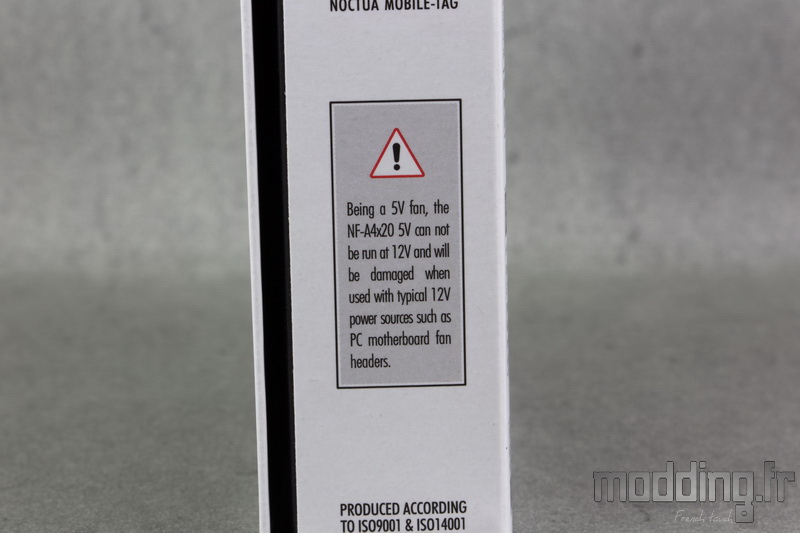 NOCTUA MOBILE-TAG
Being a 5V fan, the
NF-A4x20 5V can not
be run at 12V and will
be damaged when
used with typical 12V
power sources such as
PC motherboard fan
headers.
PRODUCED ACCORDING
TO ISO9001 & ISO14001
modding.fr
French touch